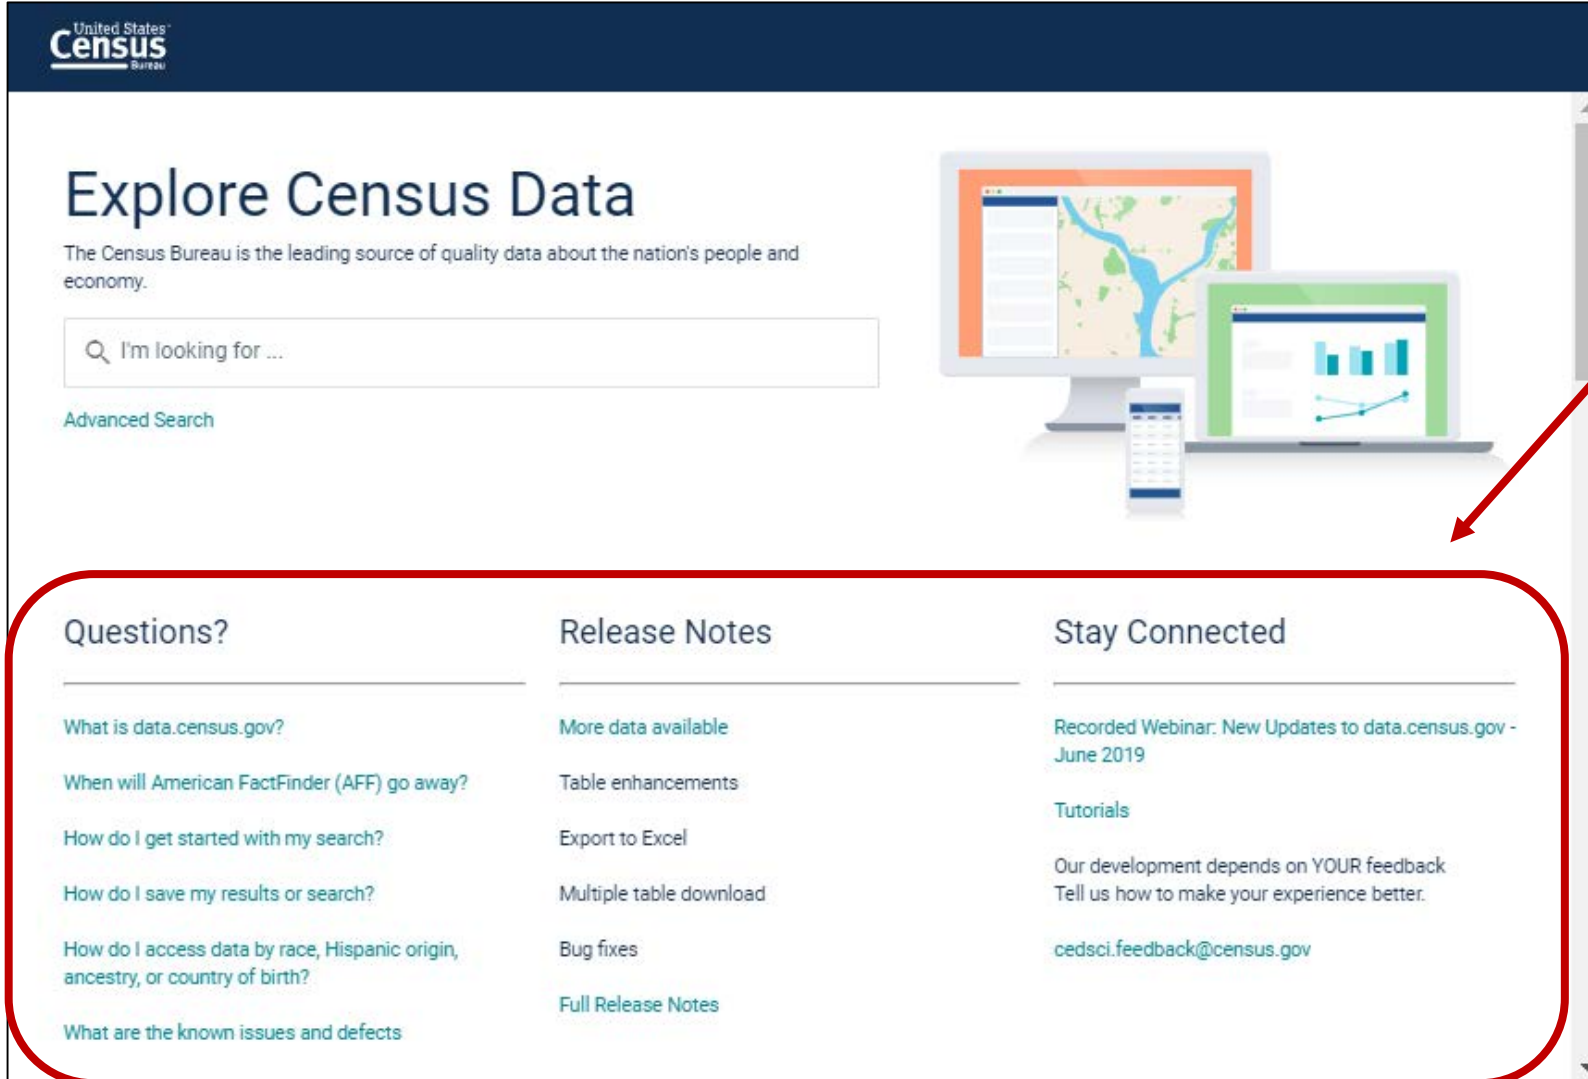 United States™
Census
Bureau
Explore Census Data
The Census Bureau is the leading source of quality data about the nation's people and
economy.
I'm looking for ...
Advanced Search
Questions?
What is data.census.gov?
When will American FactFinder (AFF) go away?
How do I get started with my search?
How do I save my results or search?
How do I access data by race, Hispanic origin,
ancestry, or country of birth?
What are the known issues and defects
Release Notes
More data available
Table enhancements
Export to Excel
Multiple table download
Bug fixes
Full Release Notes
Stay Connected
Recorded Webinar: New Updates to data.census.gov -
June 2019
Tutorials
Our development depends on YOUR feedback
Tell us how to make your experience better.
cedsci.feedback@census.gov